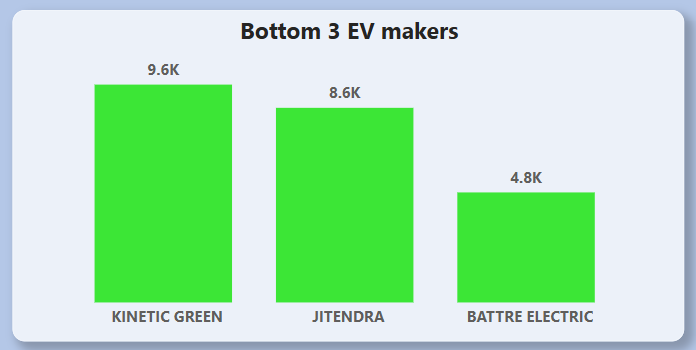 Bottom 3 EV makers
9.6K
8.6K
4.8K
KINETIC GREEN
JITENDRA
BATTRE ELECTRIC